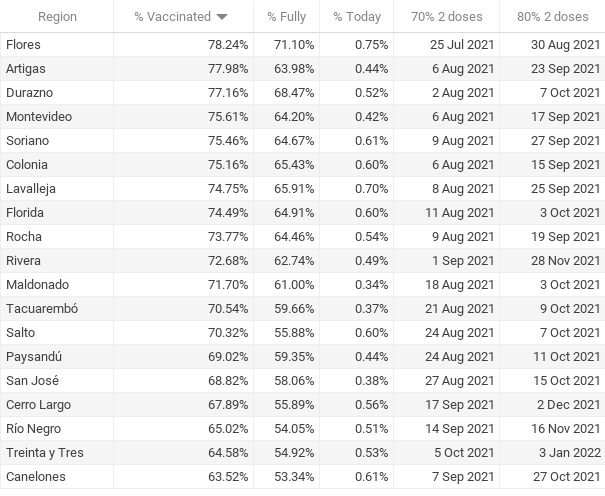 Region % Vaccinated % Fully % Today 70% 2 doses 80% 2 doses
Flores 78.24% 71.10% 0.75% 25 Jul 2021 30 Aug 2021
Artigas 77.98% 63.98% 0.44% 6 Aug 2021 23 Sep 2021
Durazno 77.16% 68.47% 0.52% 2 Aug 2021 7 Oct 2021
Montevideo 75.61% 64.20% 0.42% 6 Aug 2021 17 Sep 2021
Soriano 75.46% 64.67% 0.61% 9 Aug 2021 27 Sep 2021
Colonia 75.16% 65.43% 0.60% 6 Aug 2021 15 Sep 2021
Lavalleja 74.75% 65.91% 0.70% 8 Aug 2021 25 Sep 2021
Florida 74.49% 64.91% 0.60% 11 Aug 2021 3 Oct 2021
Rocha 73.77% 64.46% 0.54% 9 Aug 2021 19 Sep 2021
Rivera 72.68% 62.74% 0.49% 1 Sep 2021 28 Nov 2021
Maldonado 71.70% 61.00% 0.34% 18 Aug 2021 3 Oct 2021
Tacuarembó 70.54% 59.66% 0.37% 21 Aug 2021 9 Oct 2021
Salto 70.32% 55.88% 0.60% 24 Aug 2021 7 Oct 2021
Paysandú 69.02% 59.35% 0.44% 24 Aug 2021 11 Oct 2021
San José 68.82% 58.06% 0.38% 27 Aug 2021 15 Oct 2021
Cerro Largo 67.89% 55.89% 0.56% 17 Sep 2021 2 Dec 2021
Río Negro 65.02% 54.05% 0.51% 14 Sep 2021 16 Nov 2021
Treinta y Tres 64.58% 54.92% 0.53% 5 Oct 2021 3 Jan 2022
Canelones 63.52% 53.34% 0.61% 7 Sep 2021 27 Oct 2021